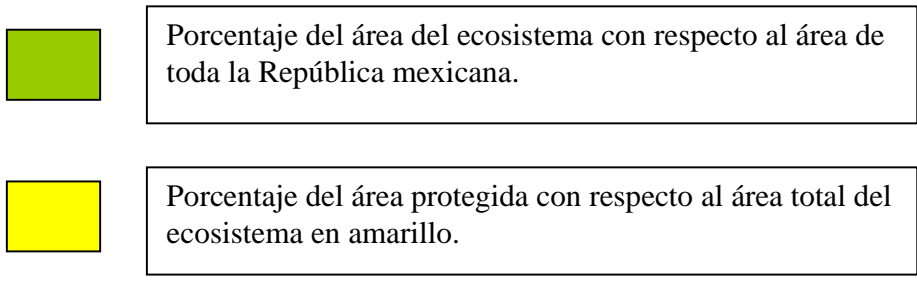 Porcentaje del área del ecosistema con respecto al área de
toda la República mexicana.
Porcentaje del área protegida con respecto al área total del
ecosistema en amarillo.